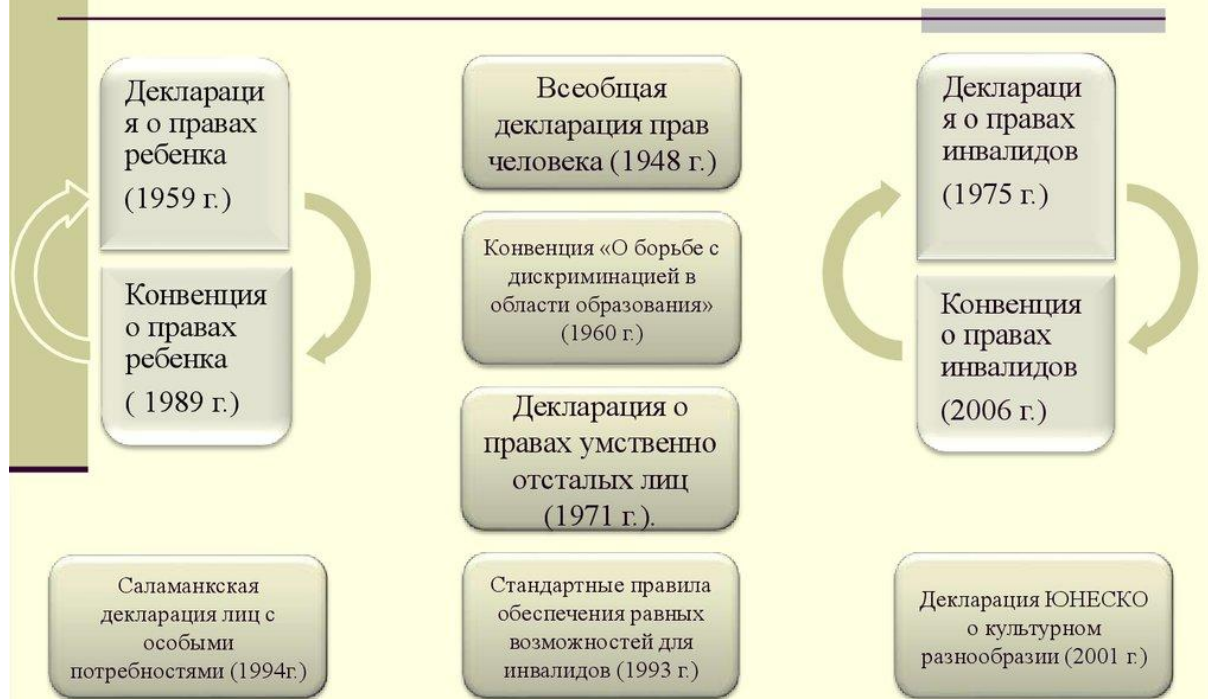 Деклараци
я о правах
ребенка
(1959 г.)
Конвенция
о правах
ребенка
( 1989 г.)
Всеобщая
декларация прав
человека (1948 г.)
Конвенция «О борьбе с
дискриминацией в
области образования»
(1960 г.)
Декларация о
правах умственно
отсталых лиц
(1971 г.).
Деклараци
я о правах
инвалидов
(1975 г.)
Конвенция
о правах
инвалидов
(2006 г.)
Саламанкская
декларация лиц с
особыми
потребностями (1994г.)
Стандартные правила
обеспечения равных
возможностей для
инвалидов (1993 г.)
Декларация ЮНЕСКО
о культурном
разнообразии (2001 г.)